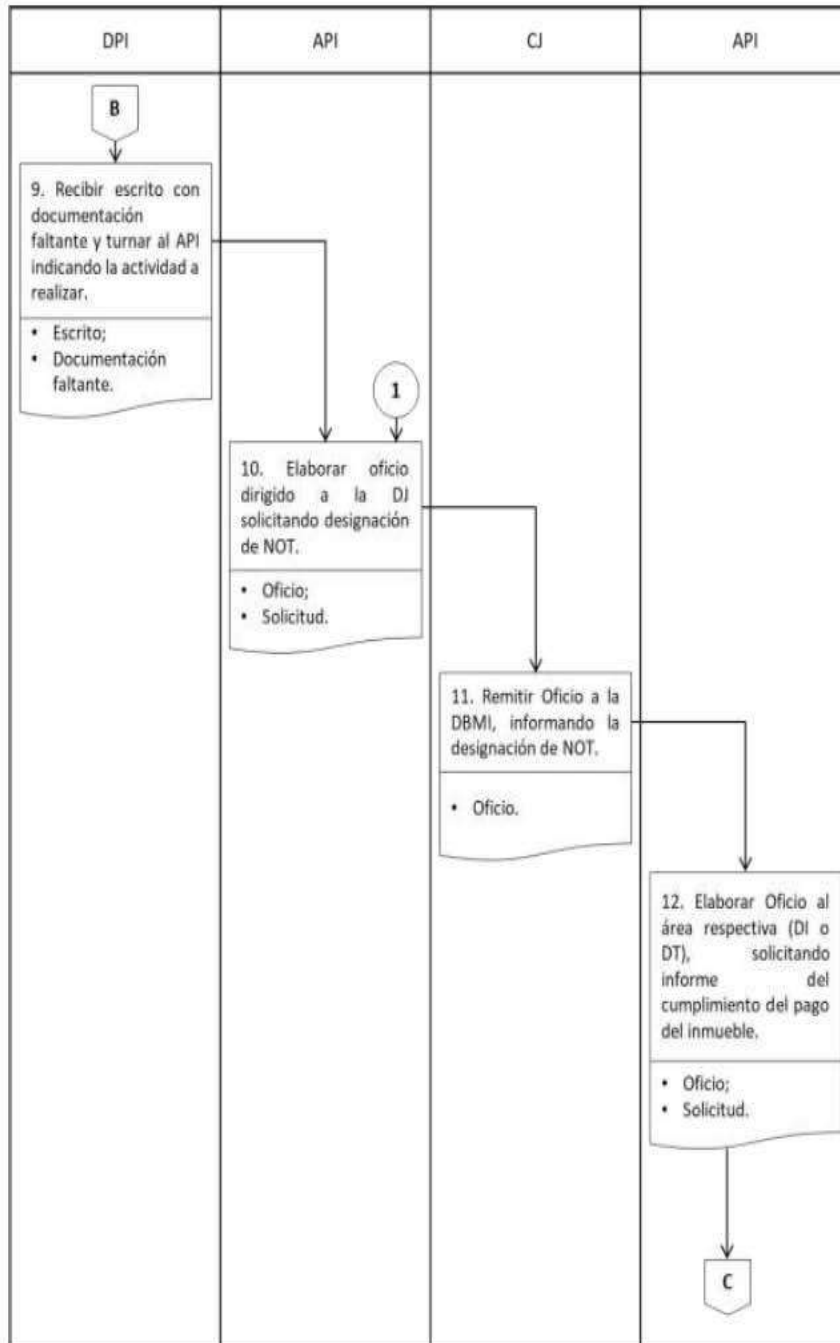 DPI
API
CJ
API
B
9. Recibir escrito con
documentación
faltante y turnar al API
indicando la actividad a
realizar.
• Escrito;
• Documentación
faltante.
1
10. Elaborar oficio
dirigido a la DJ
solicitando designación
de NOT.
• Oficio;
• Solicitud.
11. Remitir Oficio a la
DBMI, informando la
designación de NOT.
• Oficio.
12. Elaborar Oficio al
área respectiva (DI o
DT), solicitando
informe del
cumplimiento del pago
del inmueble.
• Oficio;
• Solicitud.
C